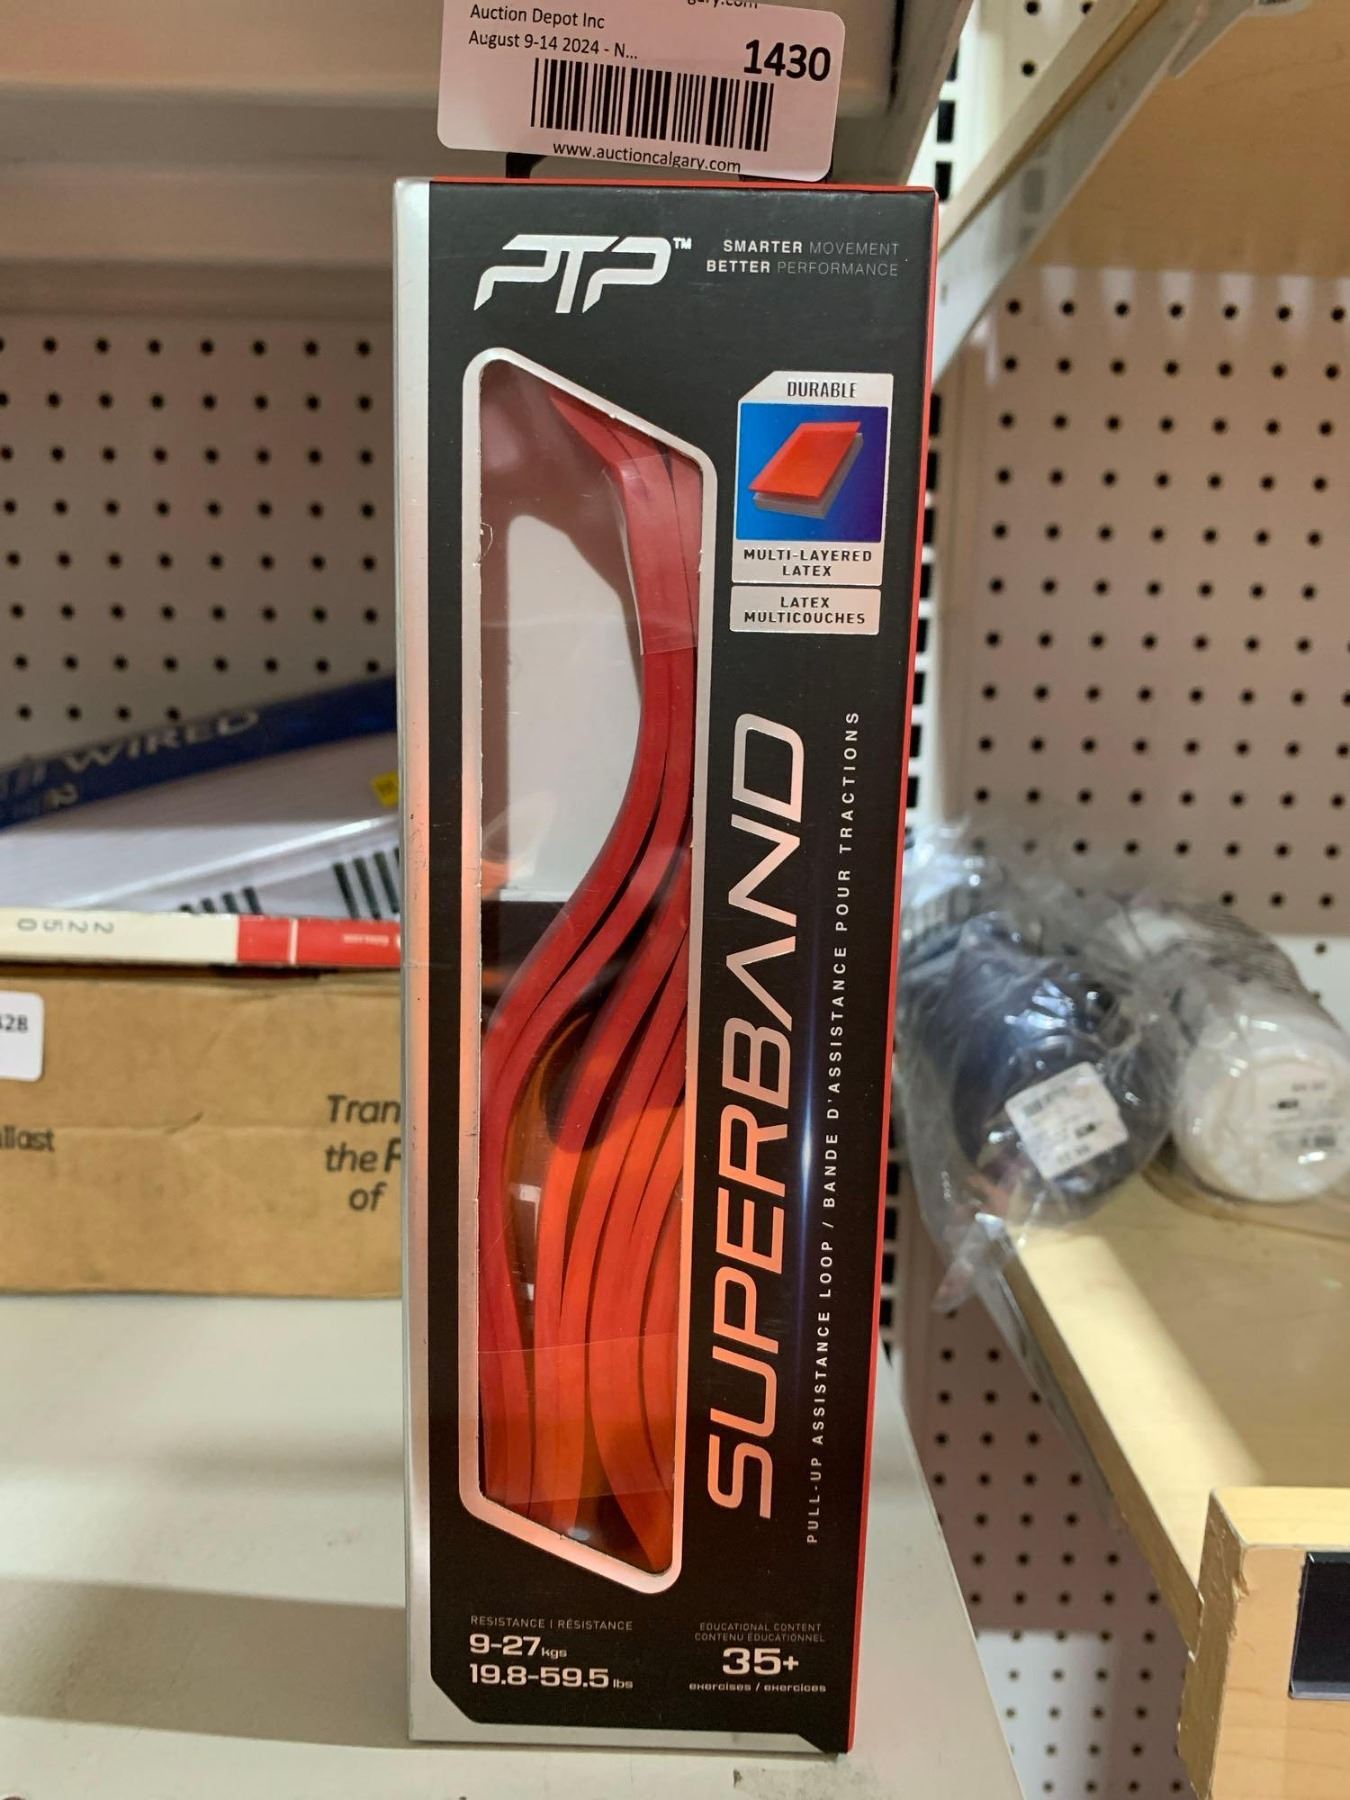 Auction Depot Inc
August 9-14 2024 - N...
1430
www.auctioncalgary.com
PTP™
SMARTER MOVEMENT
BETTER PERFORMANCE
DURABLE
MULTI-LAYERED
LATEX
LATEX
MULTICOUCHES
SUPERBAND
PULL-UP ASSISTANCE LOOP / BANDE D'ASSISTANCE POUR TRACTIONS
RESISTANCE | RÉSISTANCE
9-27kgs
19.8-59.5lbs
EDUCATIONAL CONTENT
CONTENU ÉDUCATIONNEL
35+
exercises / exercices
WIRED
2250
Tran
the F
of